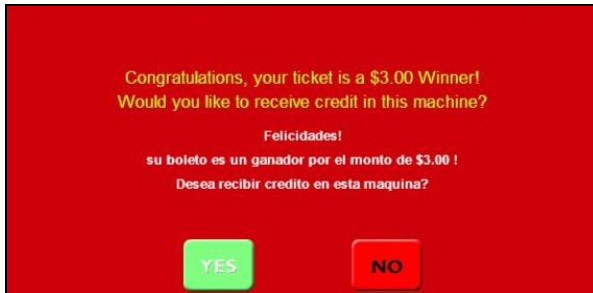 Congratulations, your ticket is a $3.00 Winner!
Would you like to receive credit in this machine?
Felicidades!
su boleto es un ganador por el monto de $3.00 !
Desea recibir credito en esta maquina?
YES
NO